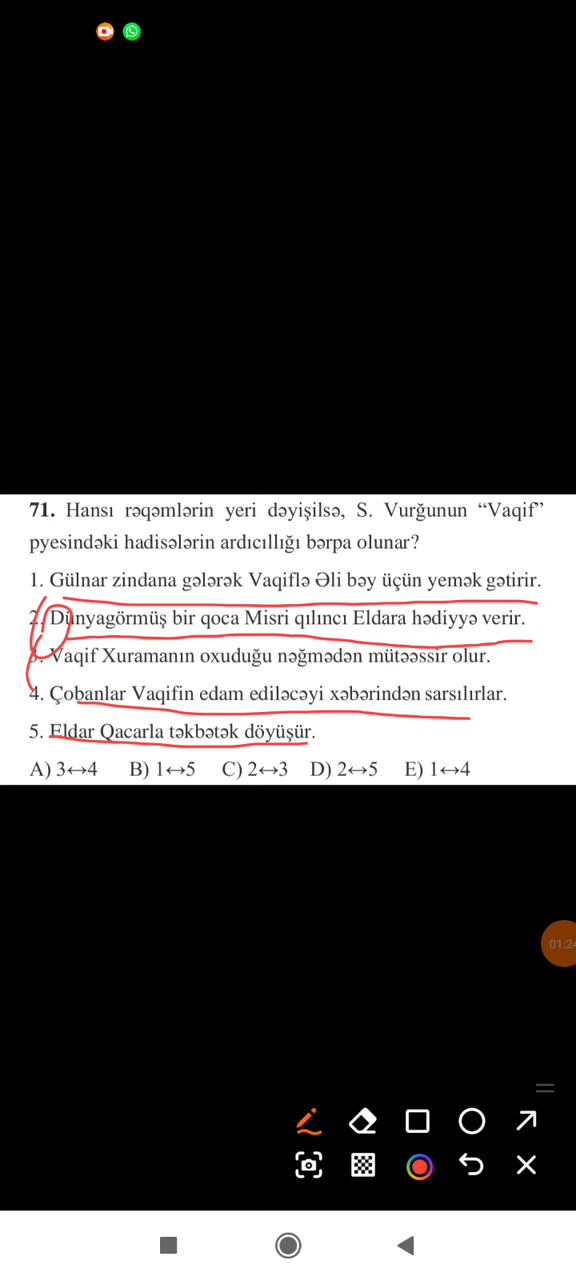 71. Hansı rəqəmlərin yeri dəyişilsə, S. Vurğunun “Vaqif”
pyesindəki hadisələrin ardıcıllığı bərpa olunar?
1. Gülnar zindana gələrək Vaqiflə Əli bəy üçün yemək gətirir.
2. Dünyagörmüş bir qoca Misri qılıncı Eldara hədiyyə verir.
3. Vaqif Xuramanın oxuduğu nəğmədən mütəəssir olur.
4. Çobanlar Vaqifin edam ediləcəyi xəbərindən sarsılırlar.
5. Eldar Qacarla təkbətək döyüşür.
A) 3↔4 B) 1↔5 C) 2↔3 D) 2↔5 E) 1↔4
01:24